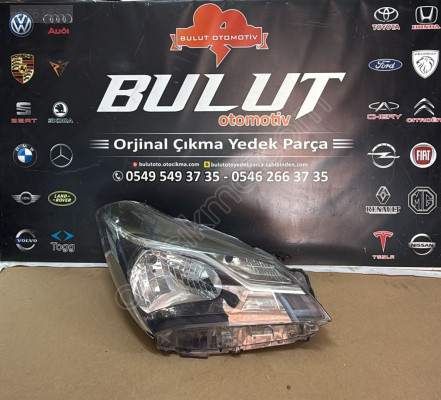 BULUT OTOMOTİV
Audi
TOYOTA
HONDA
BULUT
otomotiv
Ford
SEAT
SKODA
CHERY
CITROËN
Orjinal Çıkma Yedek Parça
bulutoto.otocikma.com
bulutotoyedekparca.sahibinden.com
0549 549 37 35 - 0546 266 37 35
OPEL
FIAT
LAND ROVER
RENAULT
MG
VOLVO
Togg
TESLA
NISSAN